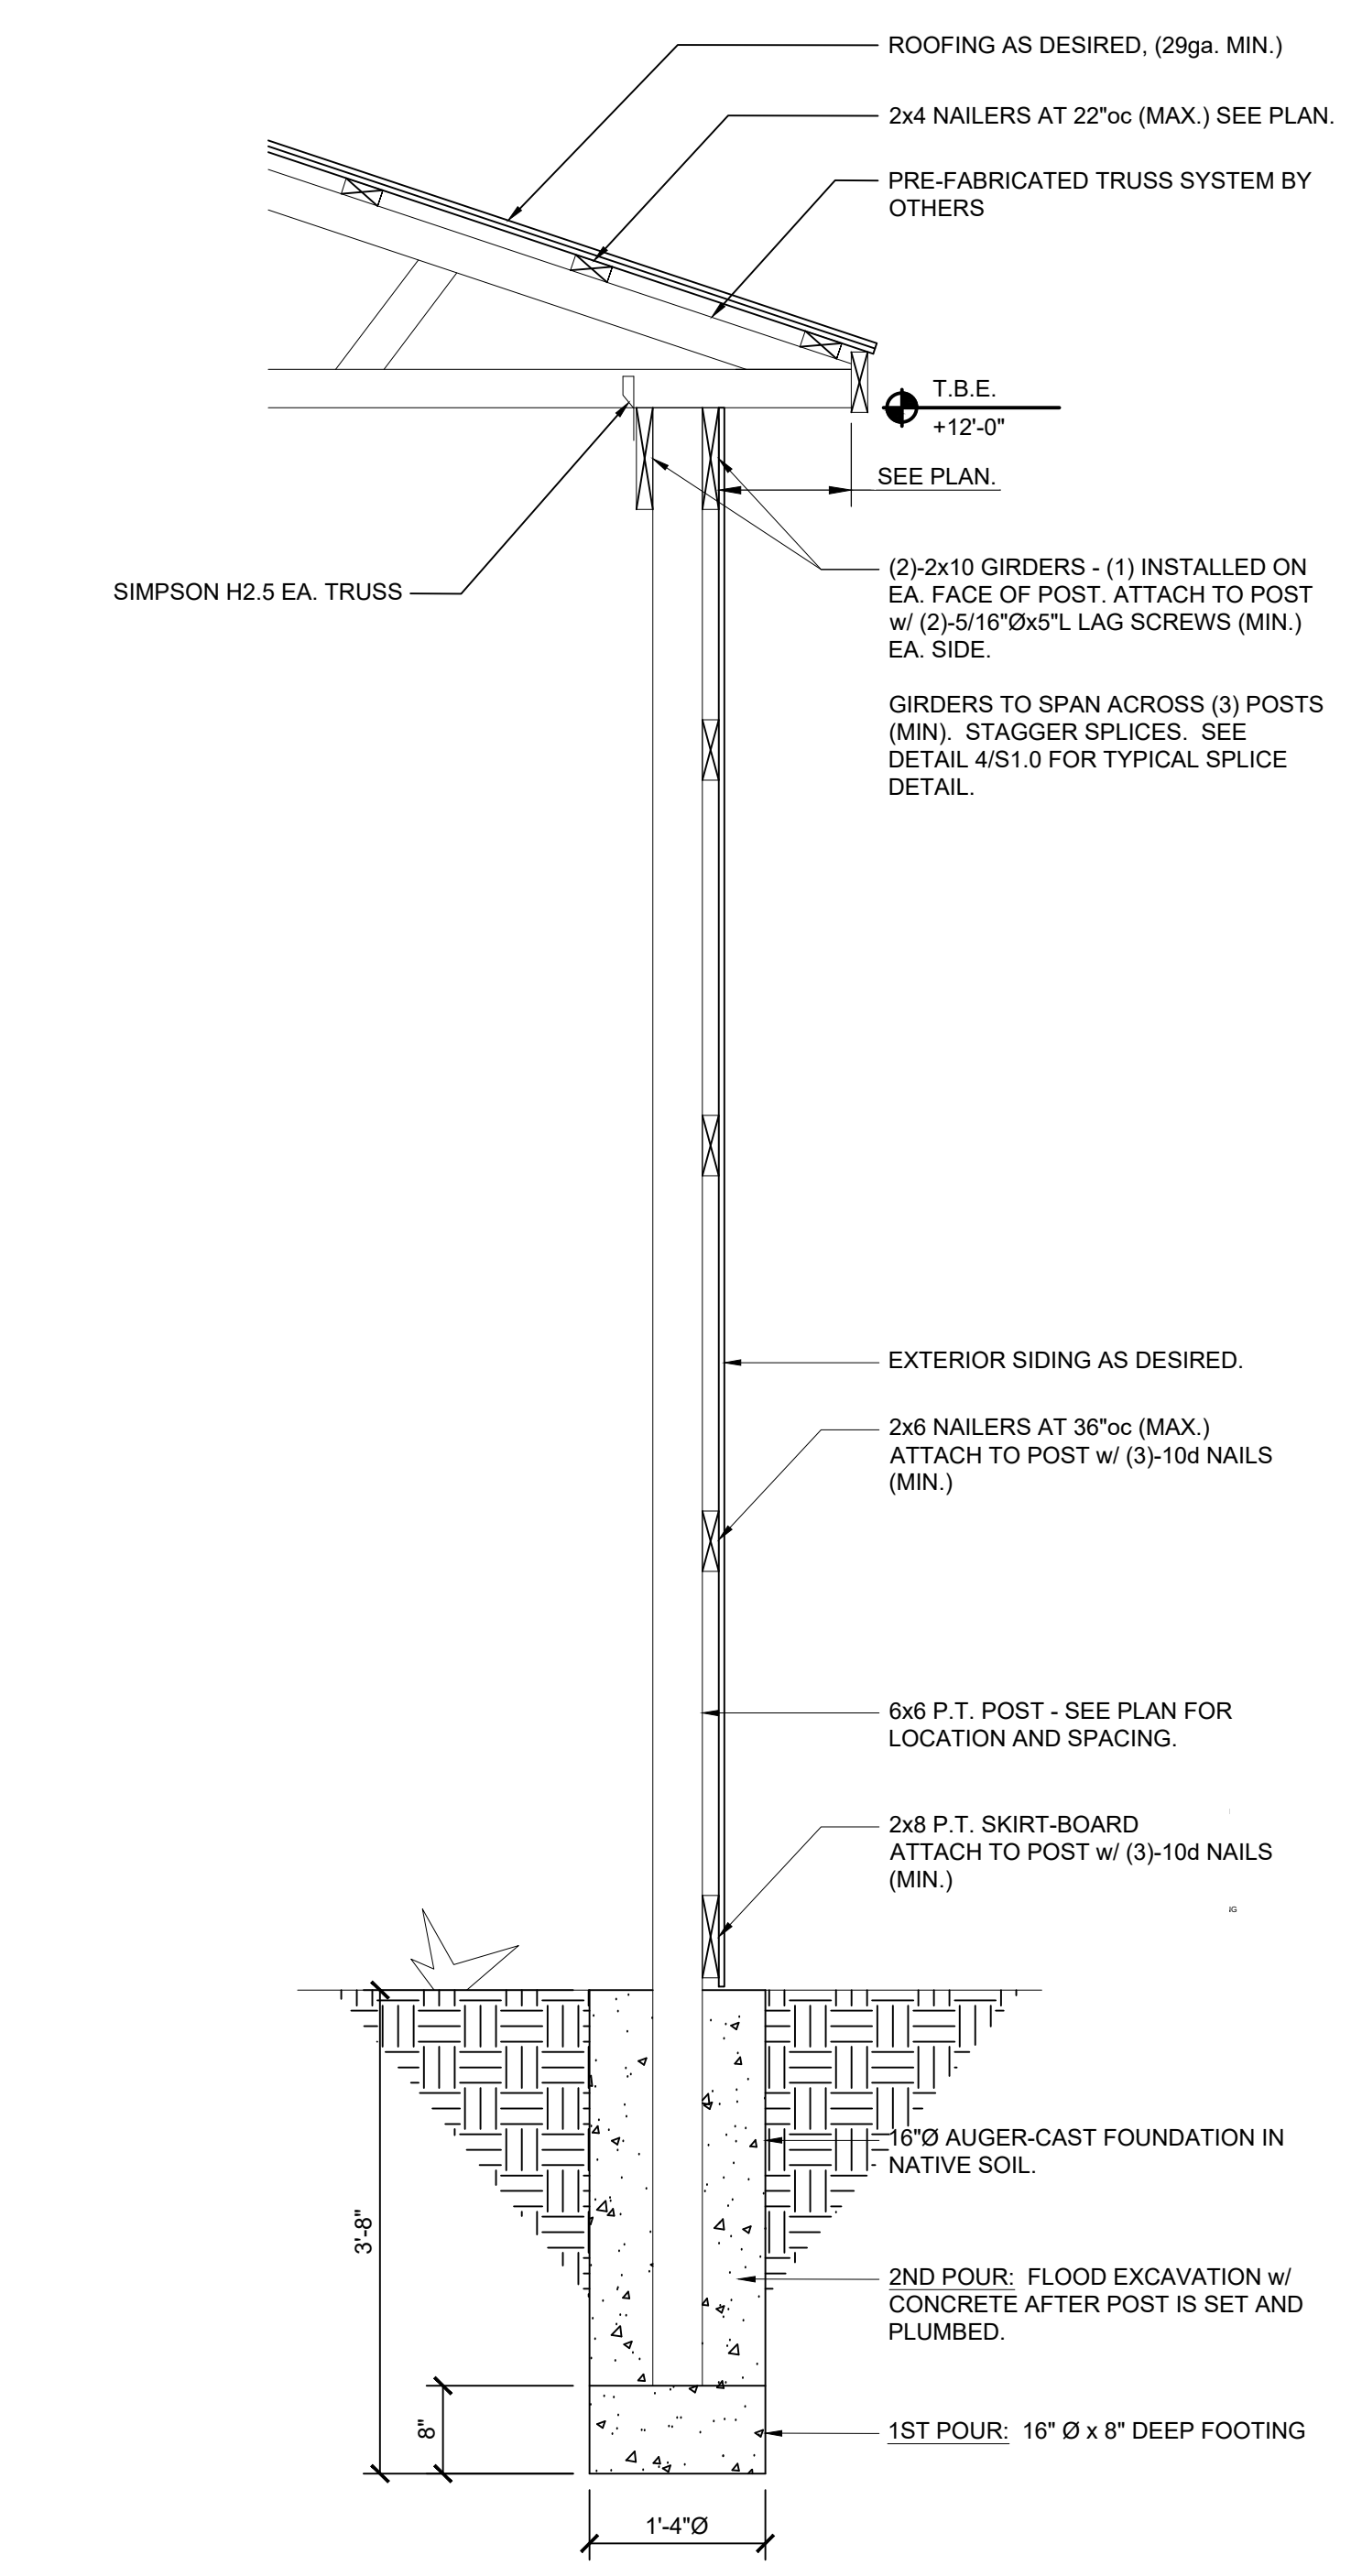 ROOFING AS DESIRED, (29ga. MIN.)
2x4 NAILERS AT 22"oc (MAX.) SEE PLAN.
PRE-FABRICATED TRUSS SYSTEM BY
OTHERS
T.B.E.
+12'-0"
SEE PLAN.
SIMPSON H2.5 EA. TRUSS
(2)-2x10 GIRDERS - (1) INSTALLED ON
EA. FACE OF POST. ATTACH TO POST
w/ (2)-5/16"Øx5"L LAG SCREWS (MIN.)
EA. SIDE.
GIRDERS TO SPAN ACROSS (3) POSTS
(MIN).  STAGGER SPLICES.  SEE
DETAIL 4/S1.0 FOR TYPICAL SPLICE
DETAIL.
EXTERIOR SIDING AS DESIRED.
2x6 NAILERS AT 36"oc (MAX.)
ATTACH TO POST w/ (3)-10d NAILS
(MIN.)
6x6 P.T. POST - SEE PLAN FOR
LOCATION AND SPACING.
2x8 P.T. SKIRT-BOARD
ATTACH TO POST w/ (3)-10d NAILS
(MIN.)
16"Ø AUGER-CAST FOUNDATION IN
NATIVE SOIL.
3'-8"
2ND POUR:  FLOOD EXCAVATION w/
CONCRETE AFTER POST IS SET AND
PLUMBED.
8"
1ST POUR:  16" Ø x 8" DEEP FOOTING
1'-4"Ø